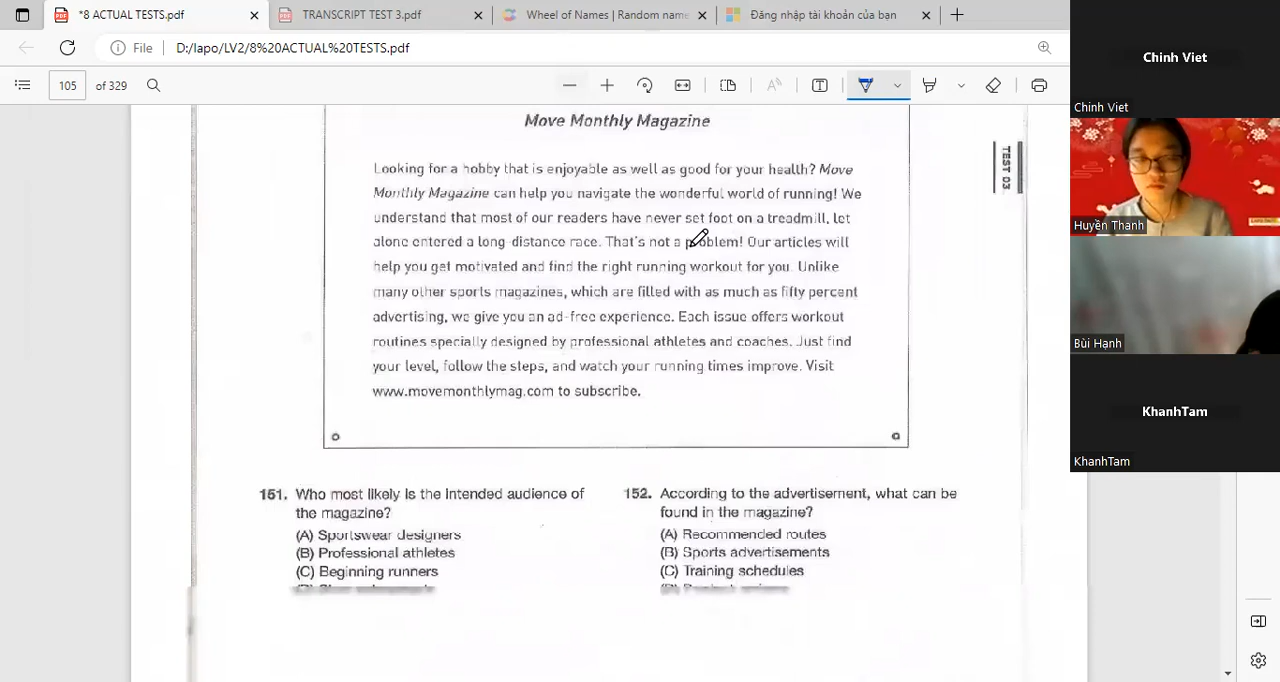 *8 ACTUAL TESTS.pdf
TRANSCRIPT TEST 3.pdf
Wheel of Names | Random name
Đăng nhập tài khoản của bạn
File D:/lapo/LV2/8%20ACTUAL%20TESTS.pdf
105 of 329
Move Monthly Magazine
TEST 03
Looking for a hobby that is enjoyable as well as good for your health? Move
Monthly Magazine can help you navigate the wonderful world of running! We
understand that most of our readers have never set foot on a treadmill, let
alone entered a long-distance race. That's not a problem! Our articles will
help you get motivated and find the right running workout for you. Unlike
many other sports magazines, which are filled with as much as fifty percent
advertising, we give you an ad-free experience. Each issue offers workout
routines specially designed by professional athletes and coaches. Just find
your level, follow the steps, and watch your running times improve. Visit
www.movemonthlymag.com to subscribe.
151. Who most likely is the intended audience of
the magazine?
(A) Sportswear designers
(B) Professional athletes
(C) Beginning runners
152. According to the advertisement, what can be
found in the magazine?
(A) Recommended routes
(B) Sports advertisements
(C) Training schedules
Chinh Viet
Chinh Viet
Huyền Thanh
Bùi Hạnh
KhanhTam
KhanhTam